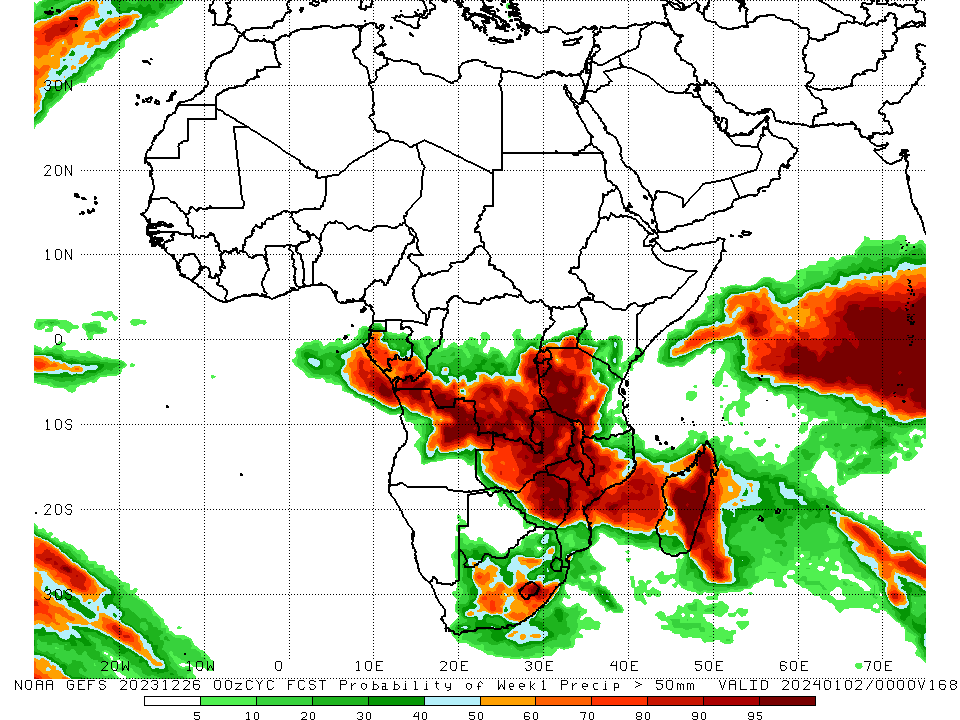 30N
20N
10N
0
10S
20S
30S
20W 10W 0 10E 20E 30E 40E 50E 60E 70E
NOAA GEFS 20231226 00zCYC FCST Probability of Week1 Precip > 50mm VALID 20240102/0000V168
5 10 20 30 40 50 60 70 80 90 95